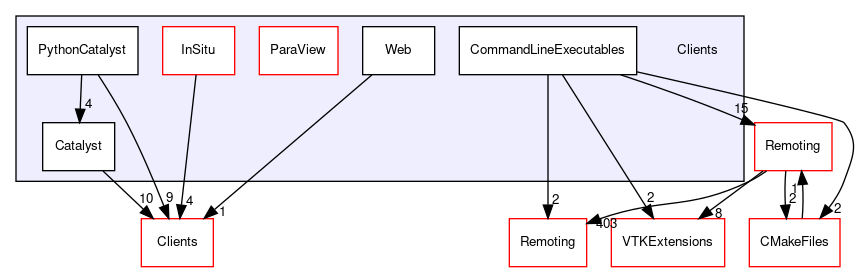 PythonCatalyst
InSitu
ParaView
Web
CommandLineExecutables
Clients
4
15
Catalyst
Remoting
10
9
4
1
2
2
403
8
2
1
2
Clients
Remoting
VTKExtensions
CMakeFiles